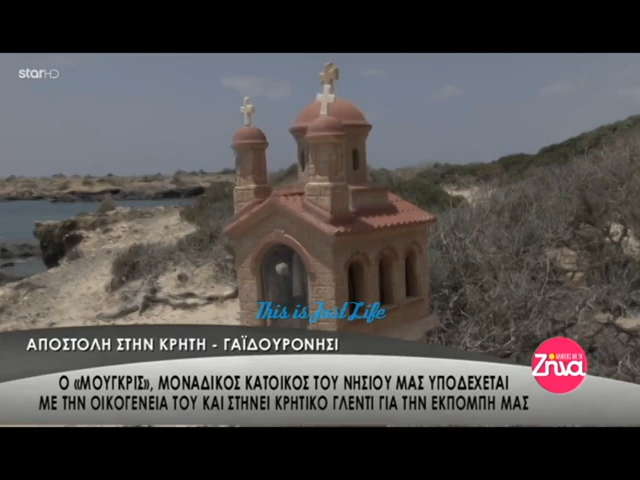 starHD
This is Just Life
ΑΠΟΣΤΟΛΗ ΣΤΗΝ ΚΡΗΤΗ - ΓΑΪΔΟΥΡΟΝΗΣΙ
Ο «ΜΟΥΓΚΡΙΣ», ΜΟΝΑΔΙΚΟΣ ΚΑΤΟΙΚΟΣ ΤΟΥ ΝΗΣΙΟΥ ΜΑΣ ΥΠΟΔΕΧΕΤΑΙ
ΜΕ ΤΗΝ ΟΙΚΟΓΕΝΕΙΑ ΤΟΥ ΚΑΙ ΣΤΗΝΕΙ ΚΡΗΤΙΚΟ ΓΛΕΝΤΙ ΓΙΑ ΤΗΝ ΕΚΠΟΜΠΗ ΜΑΣ
Ζήνα